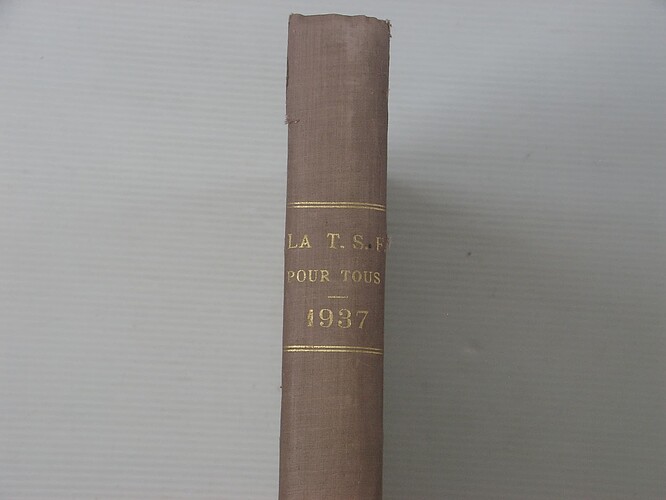 LA T. S. F.
POUR TOUS
1937